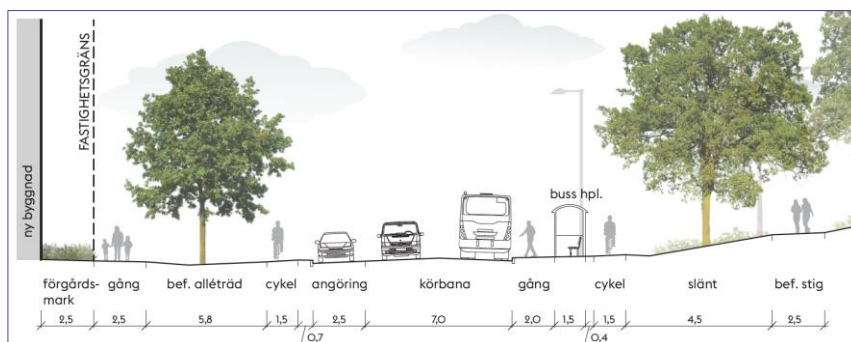 FASTIGHETSGRÄNS
ny byggnad
buss hpl.
förgårds- gång bef. alléträd cykel angöring körbana gång cykel slänt bef. stig
mark
2,5 2,5 5,8 1,5 2,5 7,0 2,0 1,5 1,5 4,5 2,5
0,7 0,4